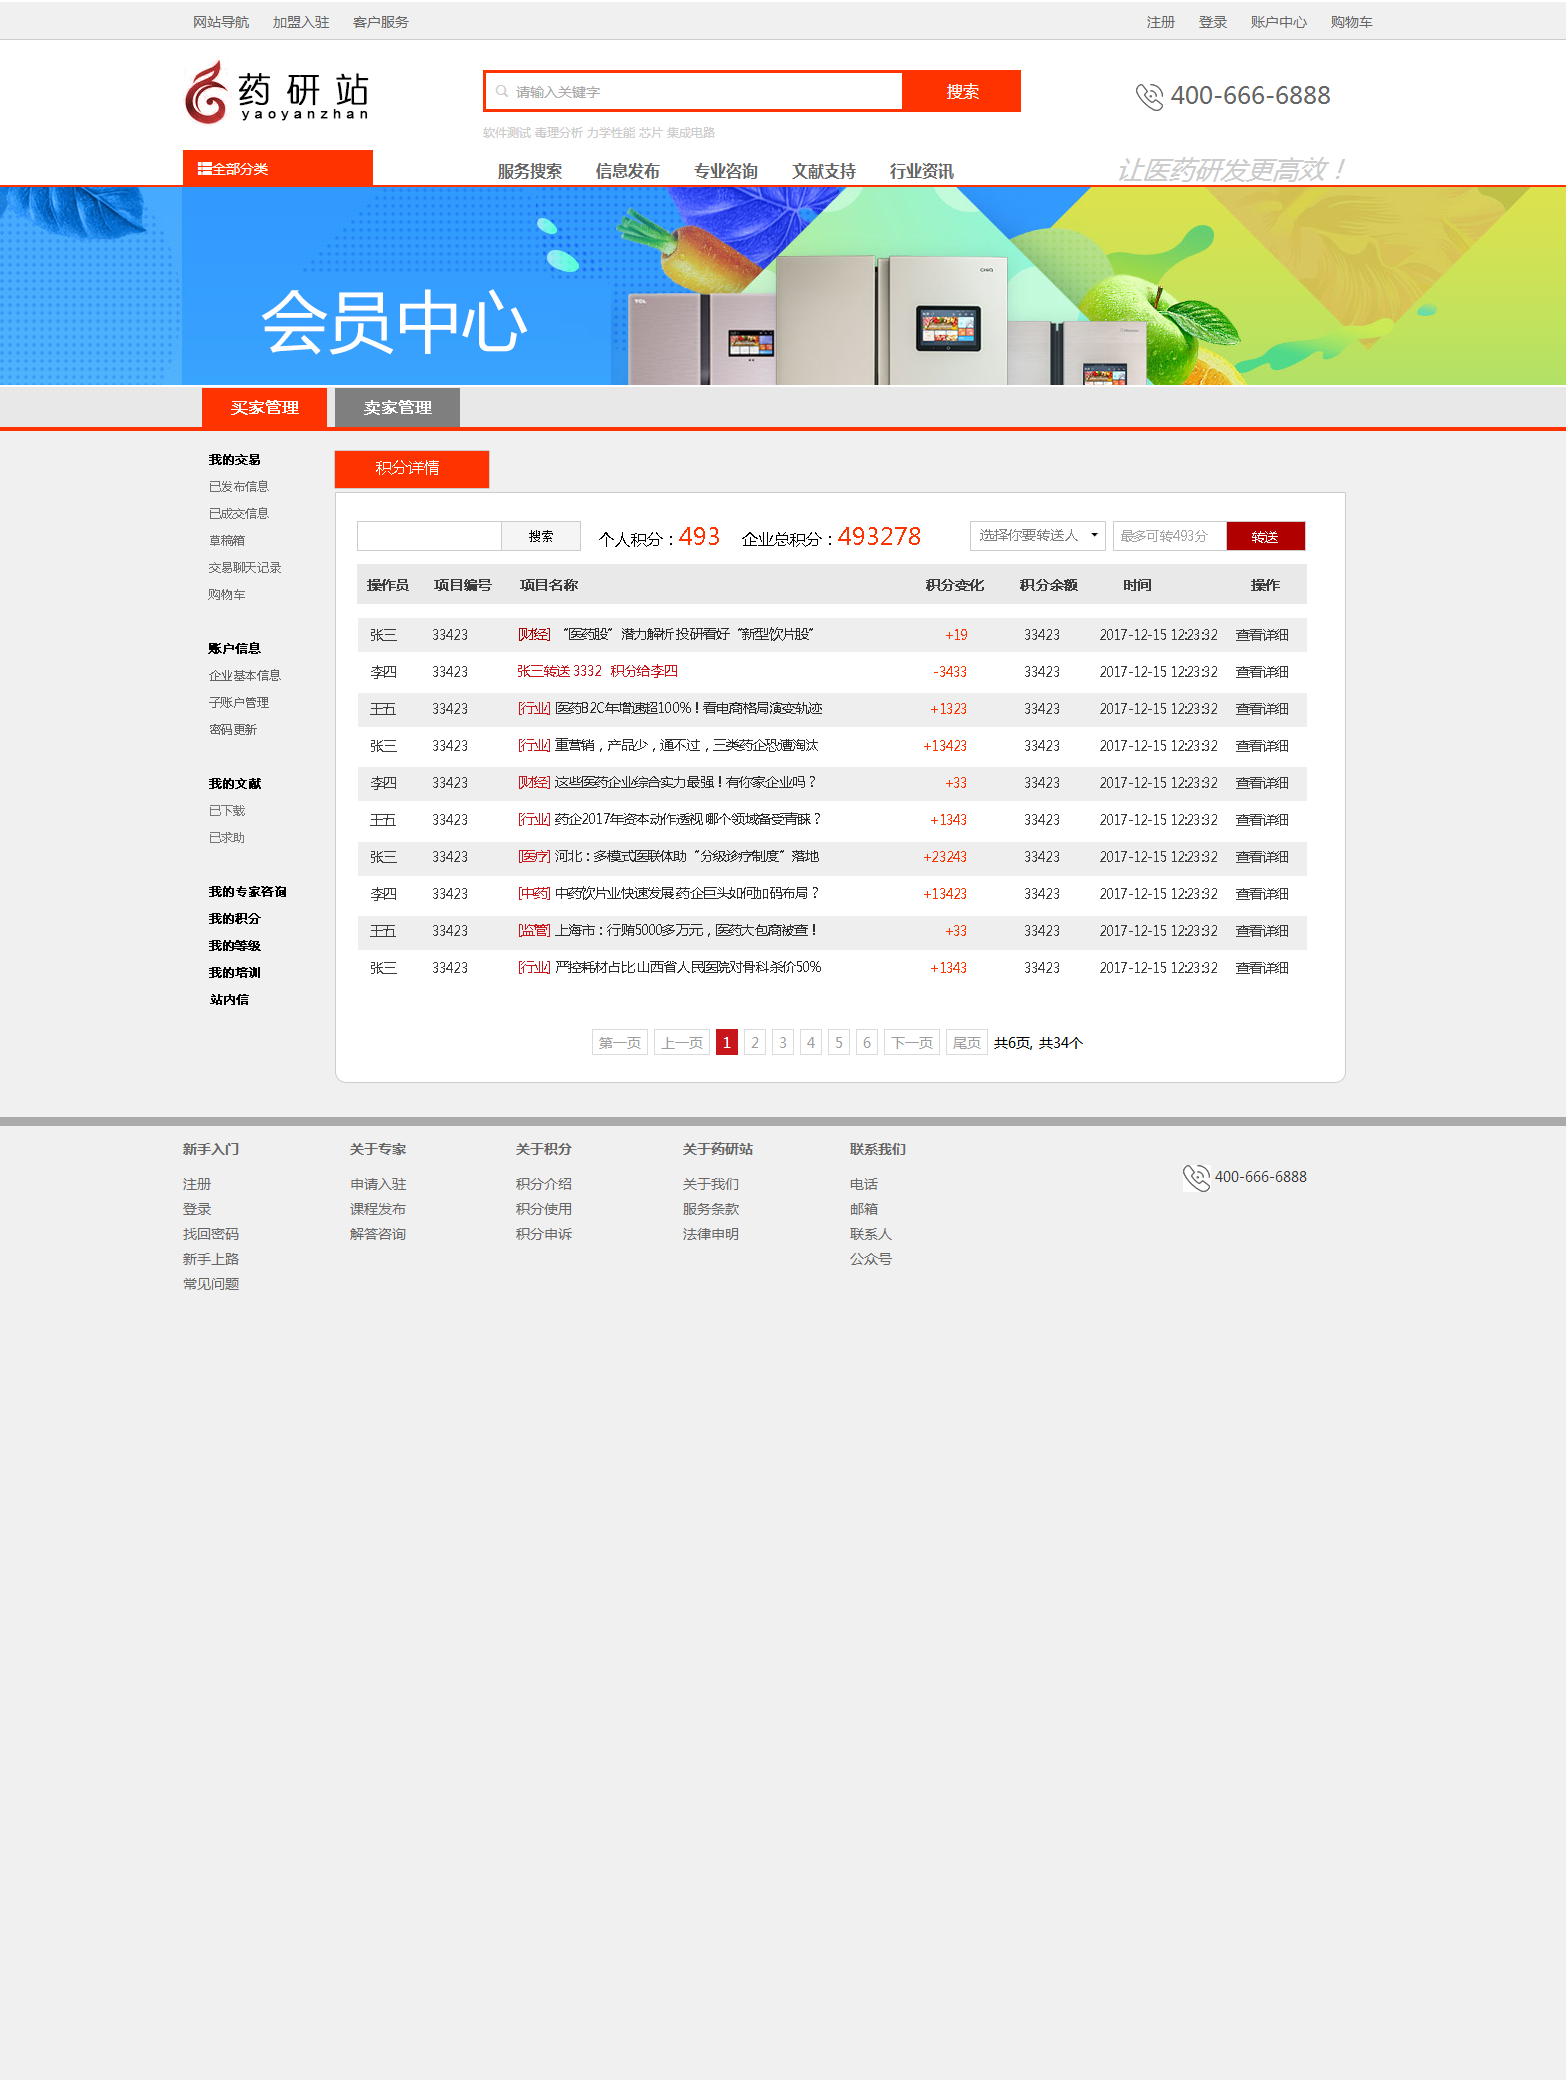 网站导航 加盟入驻 客户服务 注册 登录 账户中心 购物车
药研站
yaoyanzhan
请输入关键字 搜索
400-666-6888
软件测试 毒理分析 力学性能 芯片 集成电路
全部分类 服务搜索 信息发布 专业咨询 文献支持 行业资讯 让医药研发更高效！
TCL
CHiQ
会员中心
买家管理 卖家管理
我的交易
已发布信息
已成交信息
草稿箱
交易聊天记录
购物车
账户信息
企业基本信息
子账户管理
密码更新
我的文献
已下载
已求助
我的专家咨询
我的积分
我的等级
我的培训
站内信
积分详情
搜索 个人积分：493 企业总积分：493278 选择你要转送人 最多可转493分 转送
操作员 项目编号 项目名称 积分变化 积分余额 时间 操作
张三 33423 [财经] “医药股”潜力解析 投研看好“新型饮片股” +19 33423 2017-12-15 12:23:32 查看详细
李四 33423 张三转送 3332 积分给李四 -3433 33423 2017-12-15 12:23:32 查看详细
王五 33423 [行业] 医药B2C年增速超100%！看电商格局演变轨迹 +1323 33423 2017-12-15 12:23:32 查看详细
张三 33423 [行业] 重营销，产品少，通不过，三类药企恐遭淘汰 +13423 33423 2017-12-15 12:23:32 查看详细
李四 33423 [财经] 这些医药企业综合实力最强！有你家企业吗？ +33 33423 2017-12-15 12:23:32 查看详细
王五 33423 [行业] 药企2017年资本动作透视 哪个领域备受青睐？ +1343 33423 2017-12-15 12:23:32 查看详细
张三 33423 [医疗] 河北：多模式医联体助“分级诊疗制度”落地 +23243 33423 2017-12-15 12:23:32 查看详细
李四 33423 [中药] 中药饮片业快速发展 药企巨头如何加码布局？ +13423 33423 2017-12-15 12:23:32 查看详细
王五 33423 [监管] 上海市：行贿5000多万元，医药大包商被查！ +33 33423 2017-12-15 12:23:32 查看详细
张三 33423 [行业] 严控耗材占比 山西省人民医院对骨科杀价50% +1343 33423 2017-12-15 12:23:32 查看详细
第一页 上一页 1 2 3 4 5 6 下一页 尾页 共6页, 共34个
新手入门 关于专家 关于积分 关于药研站 联系我们
注册 申请入驻 积分介绍 关于我们 电话 400-666-6888
登录 课程发布 积分使用 服务条款 邮箱
找回密码 解答咨询 积分申诉 法律申明 联系人
新手上路 公众号
常见问题